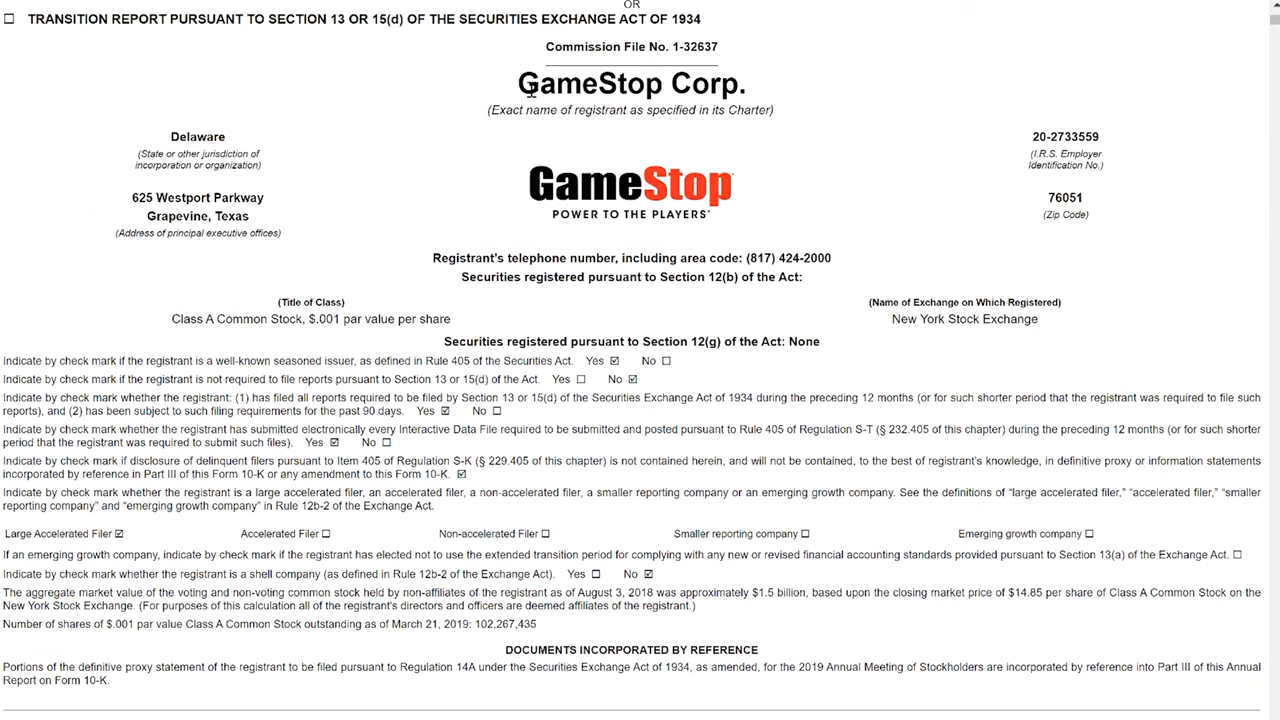 OR
☐ TRANSITION REPORT PURSUANT TO SECTION 13 OR 15(d) OF THE SECURITIES EXCHANGE ACT OF 1934
Commission File No. 1-32637
GameStop Corp.
(Exact name of registrant as specified in its Charter)
Delaware
(State or other jurisdiction of
incorporation or organization)
625 Westport Parkway
Grapevine, Texas
(Address of principal executive offices)
GameStop
POWER TO THE PLAYERS
20-2733559
(I.R.S. Employer
Identification No.)
76051
(Zip Code)
Registrant's telephone number, including area code: (817) 424-2000
Securities registered pursuant to Section 12(b) of the Act:
(Title of Class) (Name of Exchange on Which Registered)
Class A Common Stock, $.001 par value per share New York Stock Exchange
Securities registered pursuant to Section 12(g) of the Act: None
Indicate by check mark if the registrant is a well-known seasoned issuer, as defined in Rule 405 of the Securities Act. Yes ☑ No ☐
Indicate by check mark if the registrant is not required to file reports pursuant to Section 13 or 15(d) of the Act. Yes ☐ No ☑
Indicate by check mark whether the registrant: (1) has filed all reports required to be filed by Section 13 or 15(d) of the Securities Exchange Act of 1934 during the preceding 12 months (or for such shorter period that the registrant was required to file such
reports), and (2) has been subject to such filing requirements for the past 90 days. Yes ☑ No ☐
Indicate by check mark whether the registrant has submitted electronically every Interactive Data File required to be submitted and posted pursuant to Rule 405 of Regulation S-T (§ 232.405 of this chapter) during the preceding 12 months (or for such shorter
period that the registrant was required to submit such files). Yes ☑ No ☐
Indicate by check mark if disclosure of delinquent filers pursuant to Item 405 of Regulation S-K (§ 229.405 of this chapter) is not contained herein, and will not be contained, to the best of registrant's knowledge, in definitive proxy or information statements
incorporated by reference in Part III of this Form 10-K or any amendment to this Form 10-K. ☑
Indicate by check mark whether the registrant is a large accelerated filer, an accelerated filer, a non-accelerated filer, a smaller reporting company or an emerging growth company. See the definitions of “large accelerated filer,” “accelerated filer,” “smaller
reporting company” and “emerging growth company” in Rule 12b-2 of the Exchange Act.
Large Accelerated Filer ☑ Accelerated Filer ☐ Non-accelerated Filer ☐ Smaller reporting company ☐ Emerging growth company ☐
If an emerging growth company, indicate by check mark if the registrant has elected not to use the extended transition period for complying with any new or revised financial accounting standards provided pursuant to Section 13(a) of the Exchange Act. ☐
Indicate by check mark whether the registrant is a shell company (as defined in Rule 12b-2 of the Exchange Act). Yes ☐ No ☑
The aggregate market value of the voting and non-voting common stock held by non-affiliates of the registrant as of August 3, 2018 was approximately $1.5 billion, based upon the closing market price of $14.85 per share of Class A Common Stock on the
New York Stock Exchange. (For purposes of this calculation all of the registrant's directors and officers are deemed affiliates of the registrant.)
Number of shares of $.001 par value Class A Common Stock outstanding as of March 21, 2019: 102,267,435
DOCUMENTS INCORPORATED BY REFERENCE
Portions of the definitive proxy statement of the registrant to be filed pursuant to Regulation 14A under the Securities Exchange Act of 1934, as amended, for the 2019 Annual Meeting of Stockholders are incorporated by reference into Part III of this Annual
Report on Form 10-K.